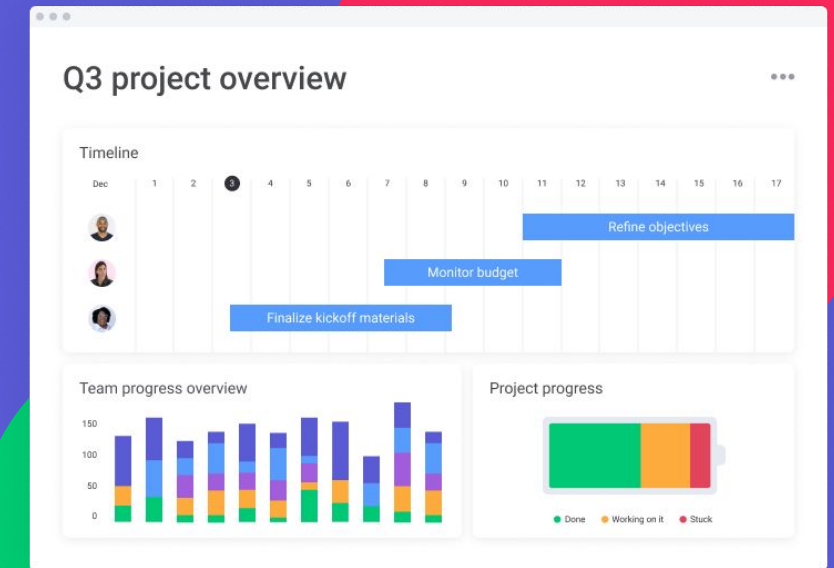 Q3 project overview
Timeline
Dec 1 2 3 4 5 6 7 8 9 10 11 12 13 14 15 16 17
Refine objectives
Monitor budget
Finalize kickoff materials
Team progress overview
150
100
50
0
Project progress
Done Working on it Stuck